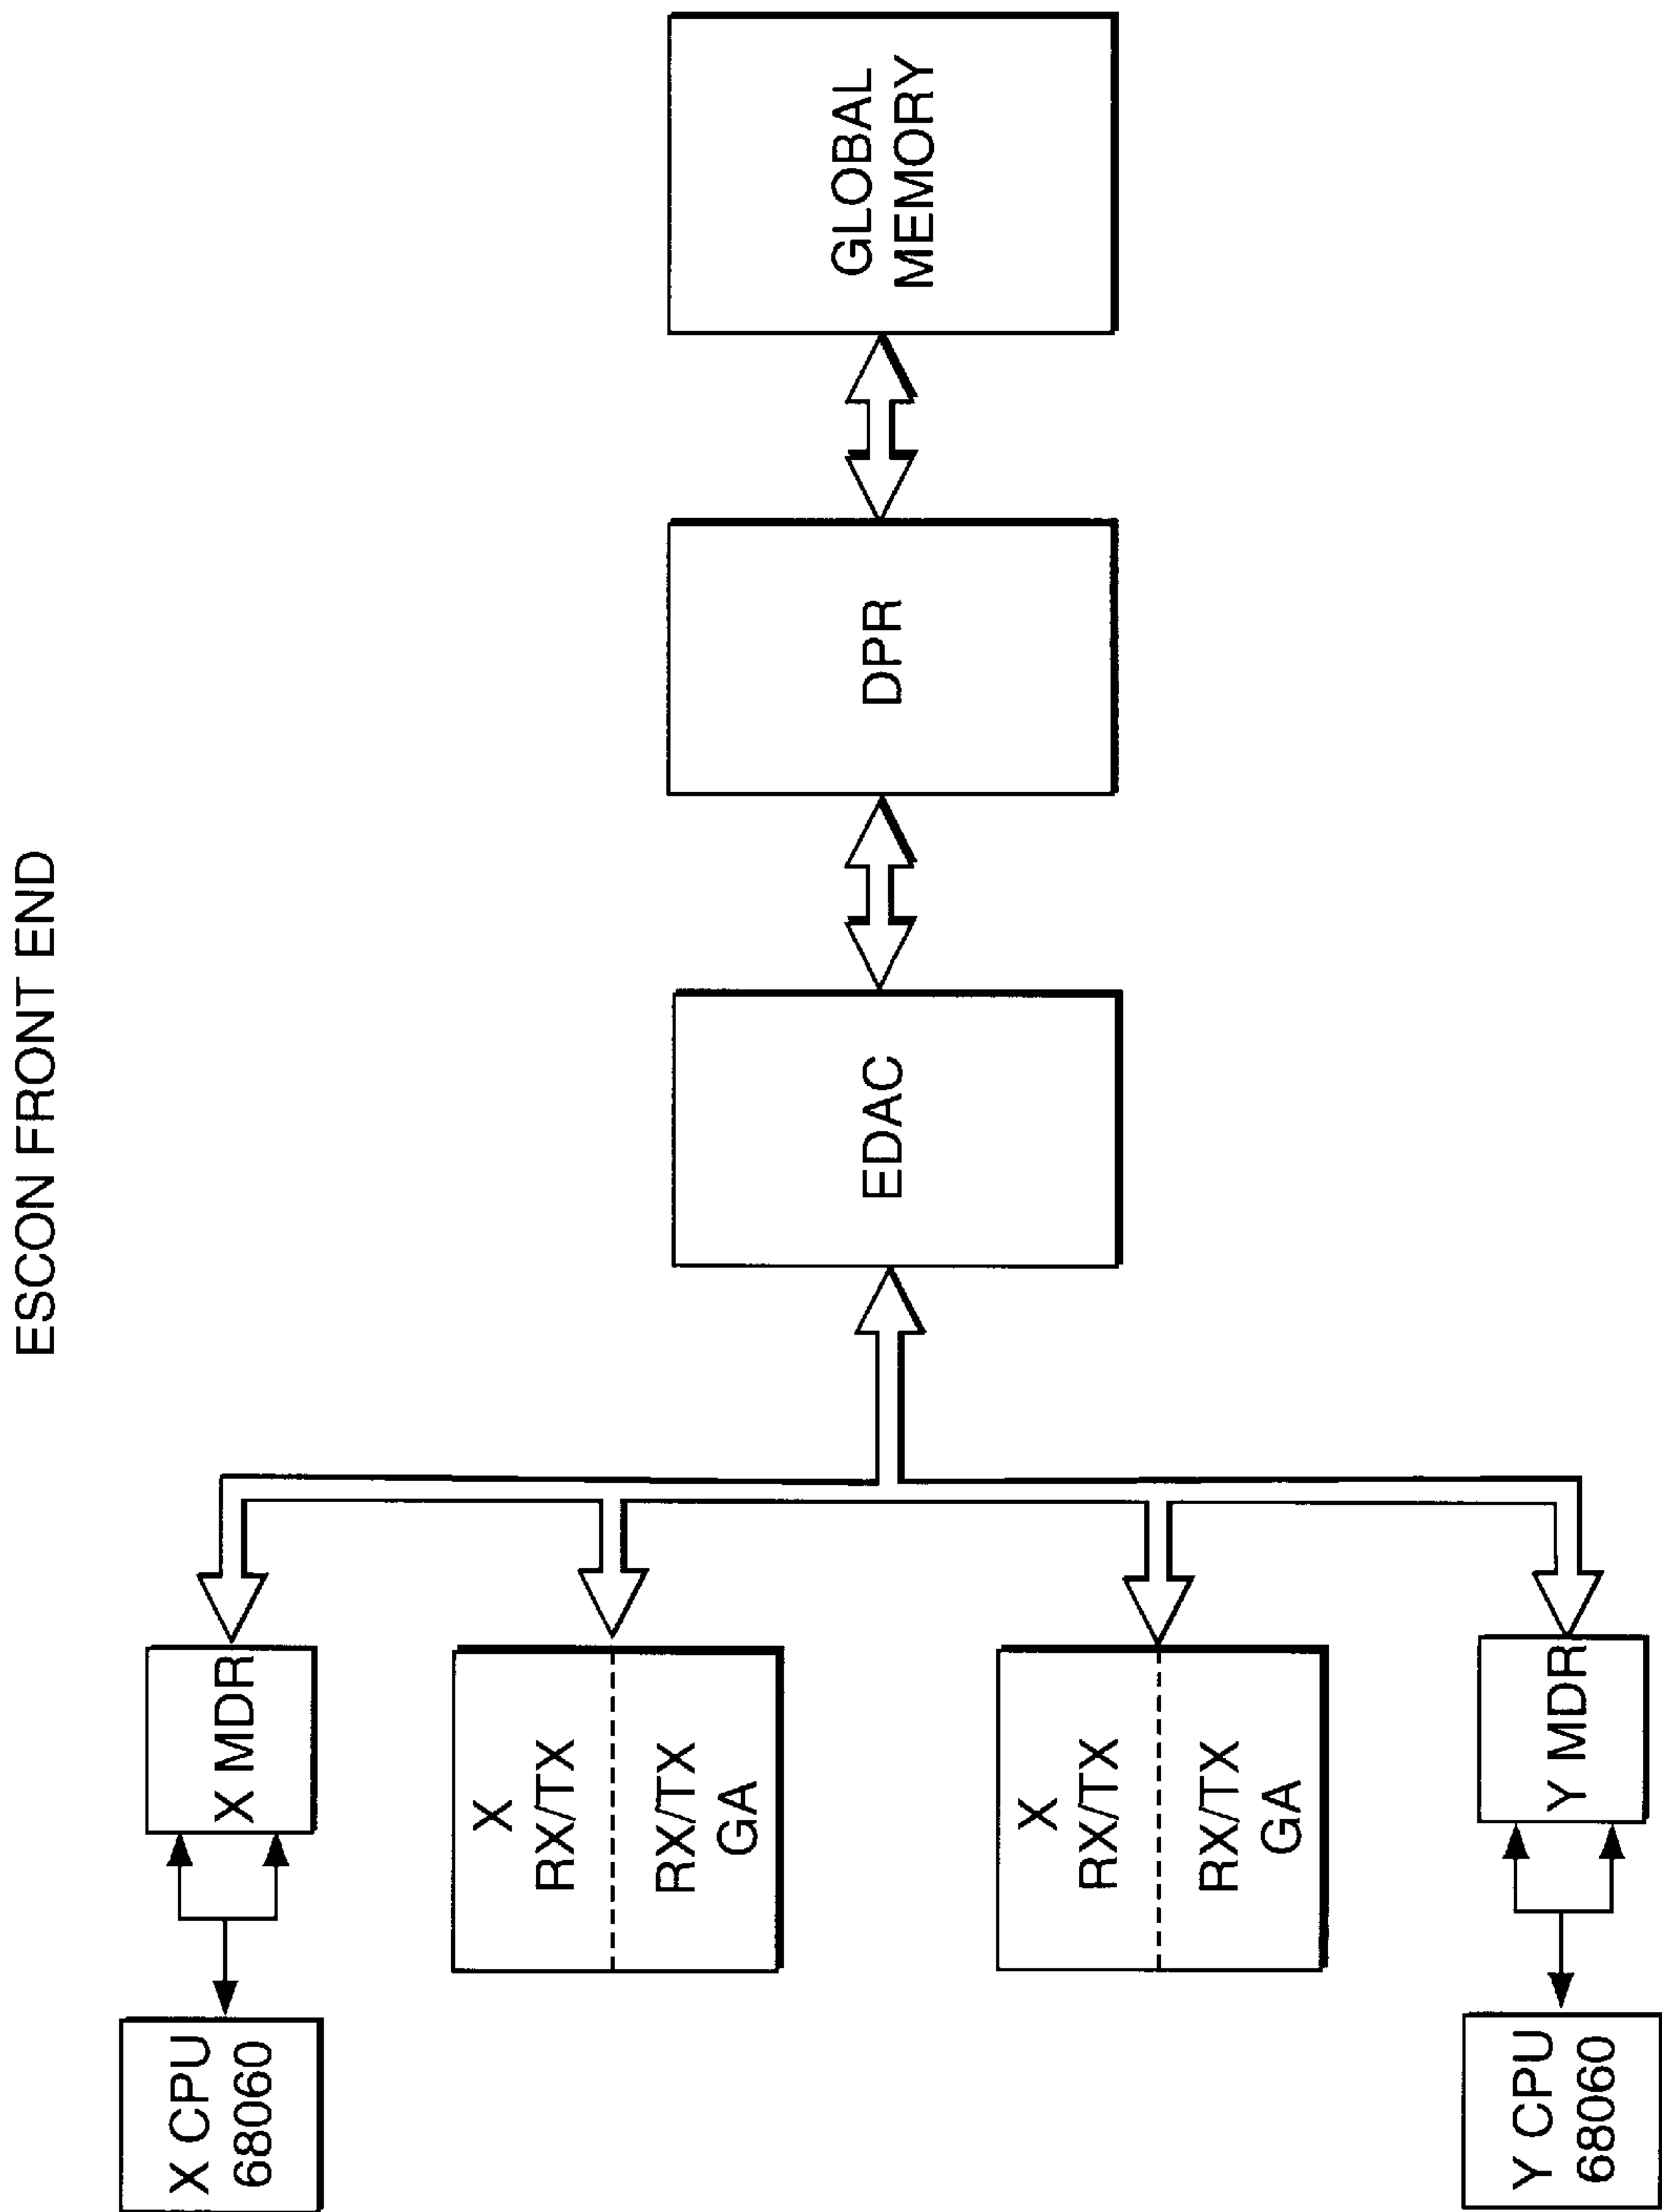 ESCON FRONT END
X CPU
68060
X MDR
X
RX/TX
RX/TX
GA
X
RX/TX
RX/TX
GA
Y CPU
68060
Y MDR
EDAC
DPR
GLOBAL
MEMORY